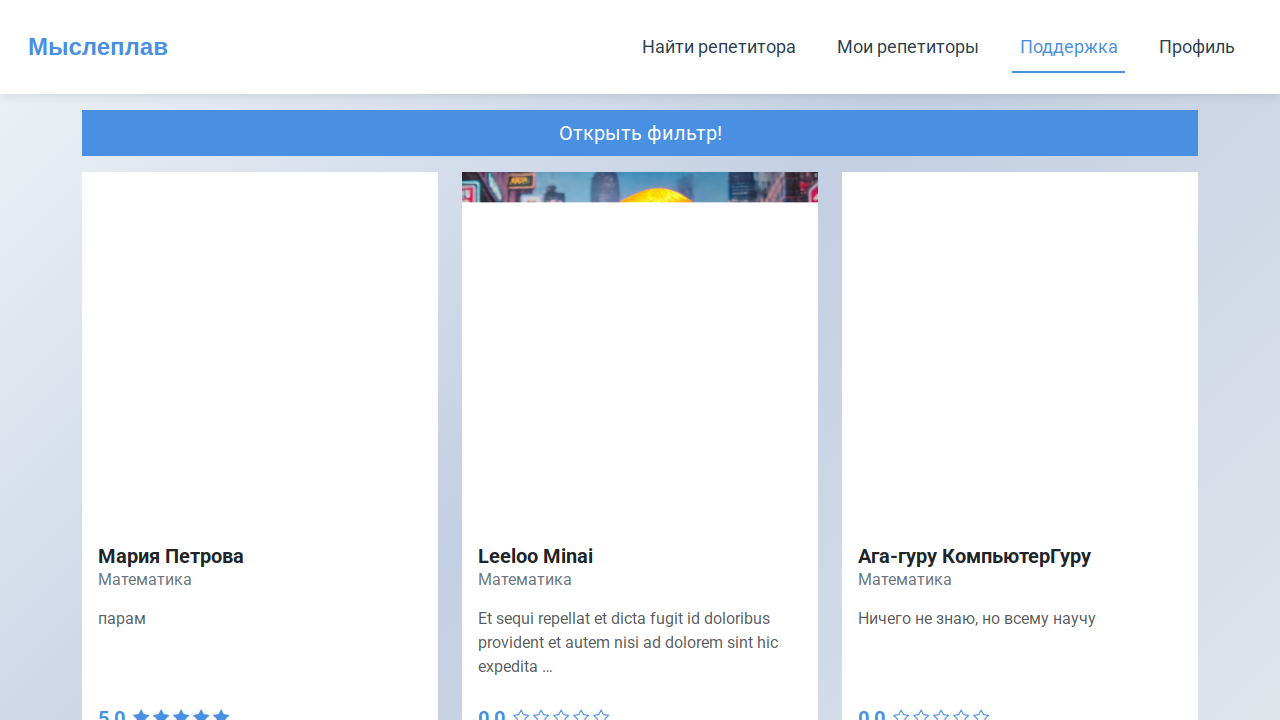 Мыслеплав
Найти репетитора
Мои репетиторы
Поддержка
Профиль
Открыть фильтр!
Мария Петрова
Математика
парам
5.0
Leeloo Minai
Математика
Et sequi repellat et dicta fugit id doloribus
provident et autem nisi ad dolorem sint hic
expedita ...
0.0
Ага-гуру КомпьютерГуру
Математика
Ничего не знаю, но всему научу
0.0